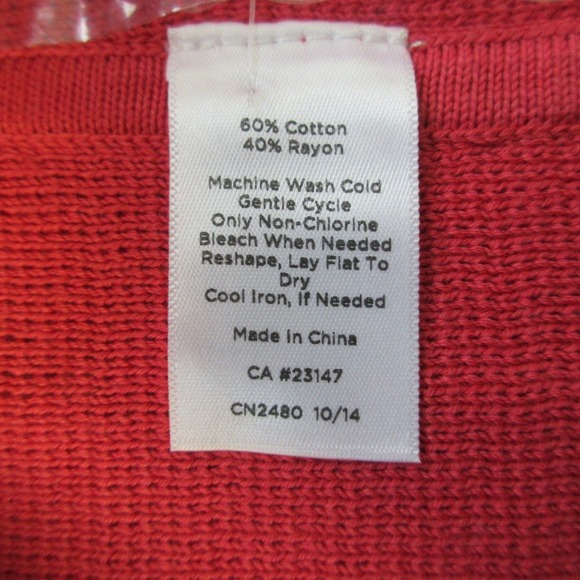 60% Cotton
40% Rayon
Machine Wash Cold
Gentle Cycle
Only Non-Chlorine
Bleach When Needed
Reshape, Lay Flat To
Dry
Cool Iron, If Needed
Made in China
CA #23147
CN2480 10/14